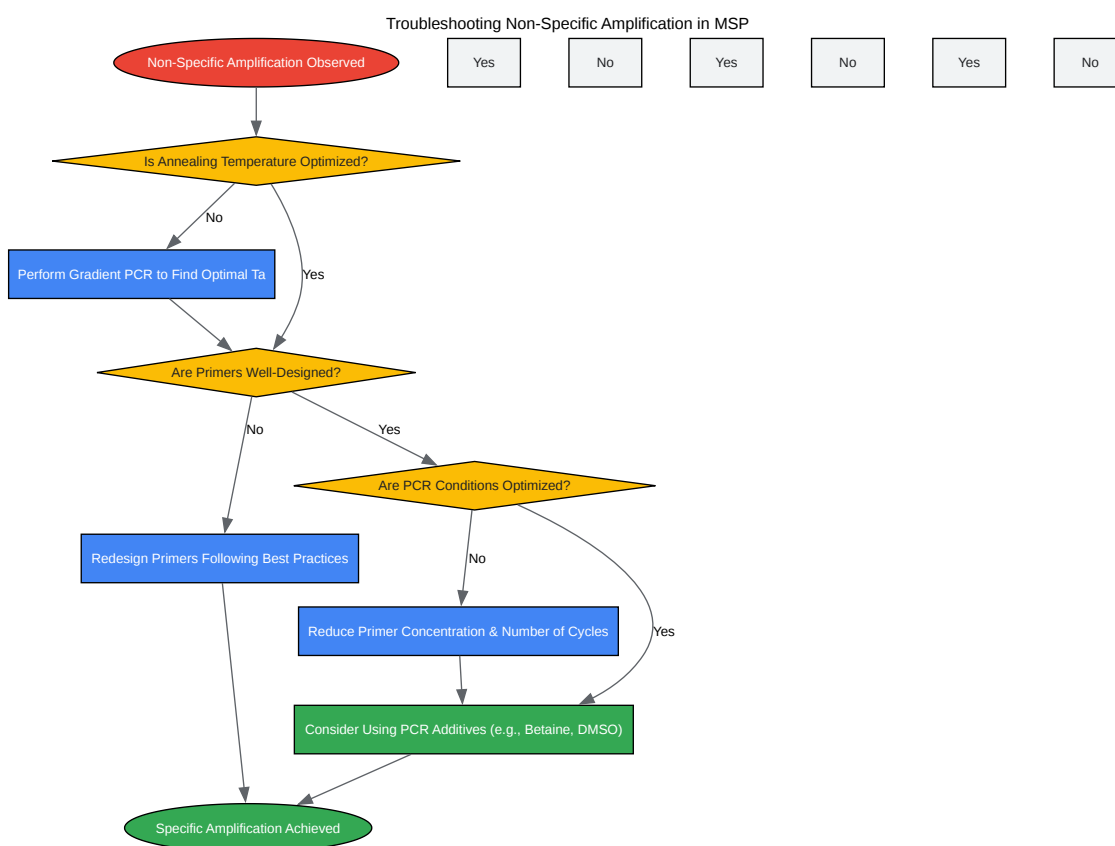 Troubleshooting Non-Specific Amplification in MSP
Non-Specific Amplification Observed
Yes
No
Yes
No
Yes
No
Is Annealing Temperature Optimized?
No
Perform Gradient PCR to Find Optimal Ta
Yes
Are Primers Well-Designed?
No
Yes
Are PCR Conditions Optimized?
Redesign Primers Following Best Practices
No
Reduce Primer Concentration & Number of Cycles
Yes
Consider Using PCR Additives (e.g., Betaine, DMSO)
Specific Amplification Achieved